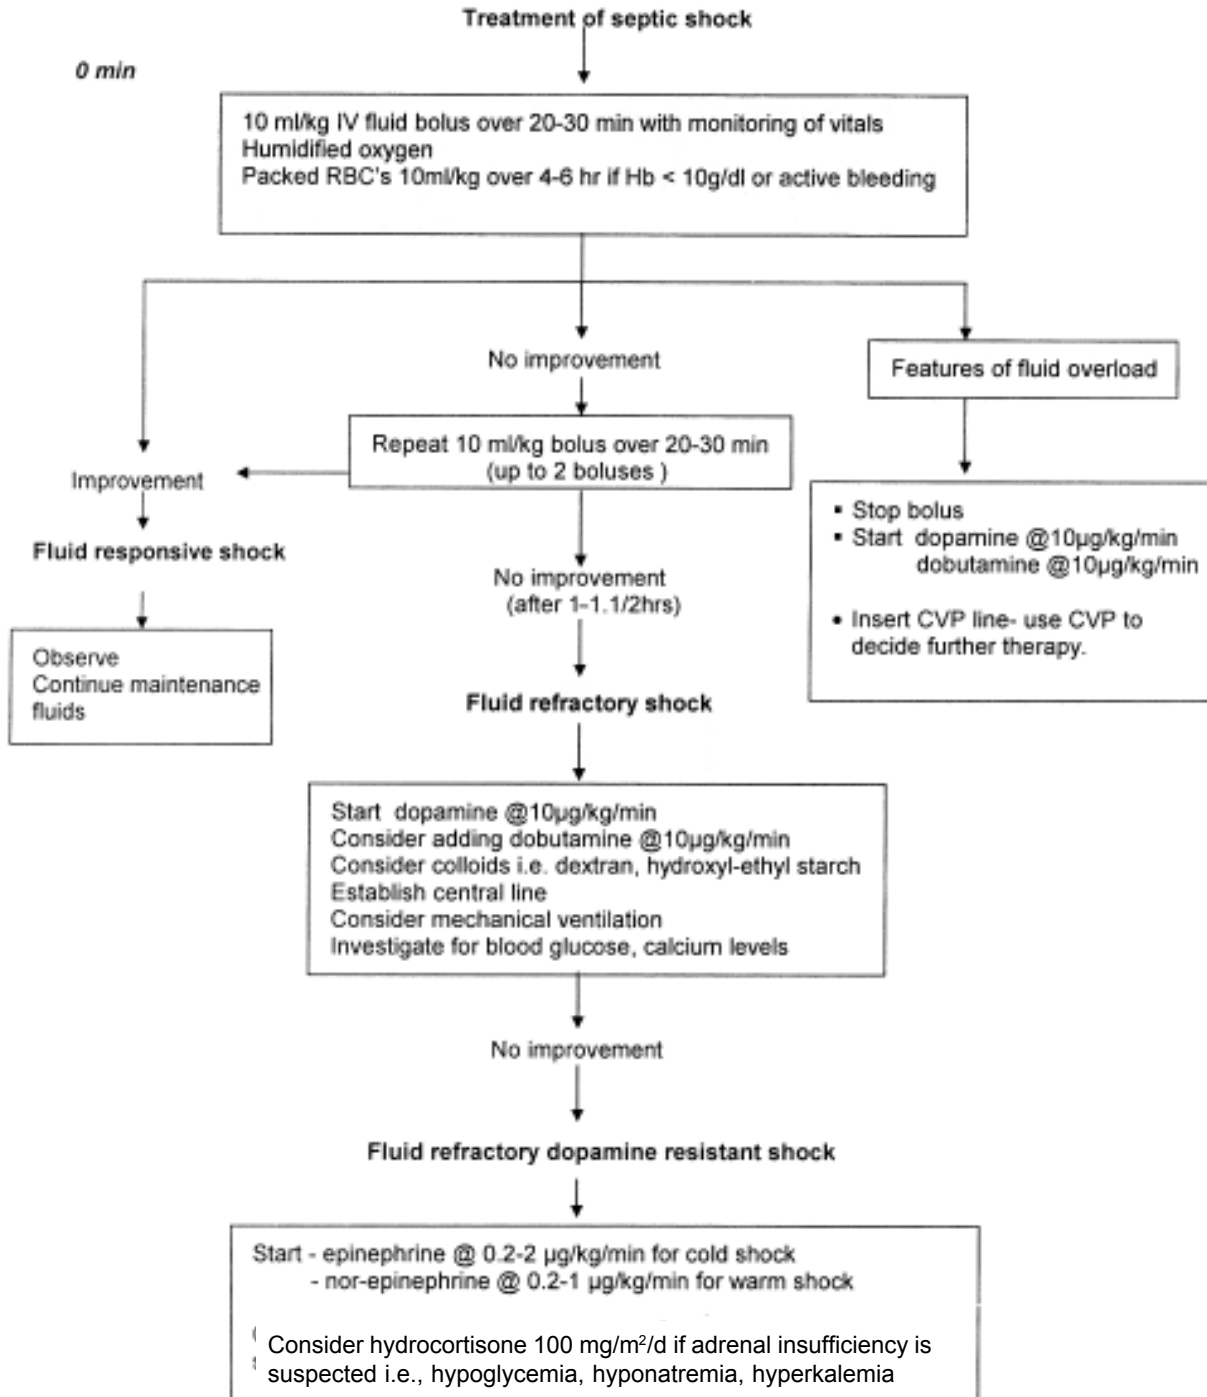 Treatment of septic shock
0 min
10 ml/kg IV fluid bolus over 20-30 min with monitoring of vitals
Humidified oxygen
Packed RBC's 10ml/kg over 4-6 hr if Hb < 10g/dl or active bleeding
No improvement
Features of fluid overload
Repeat 10 ml/kg bolus over 20-30 min
(up to 2 boluses )
Improvement
▪ Stop bolus
▪ Start dopamine @10µg/kg/min
dobutamine @10µg/kg/min
• Insert CVP line- use CVP to
decide further therapy.
Fluid responsive shock
No improvement
(after 1-1.1/2hrs)
Observe
Continue maintenance
fluids
Fluid refractory shock
Start dopamine @10µg/kg/min
Consider adding dobutamine @10µg/kg/min
Consider colloids i.e. dextran, hydroxyl-ethyl starch
Establish central line
Consider mechanical ventilation
Investigate for blood glucose, calcium levels
No improvement
Fluid refractory dopamine resistant shock
Start - epinephrine @ 0.2-2 µg/kg/min for cold shock
- nor-epinephrine @ 0.2-1 µg/kg/min for warm shock
Consider hydrocortisone 100 mg/m²/d if adrenal insufficiency is
suspected i.e., hypoglycemia, hyponatremia, hyperkalemia